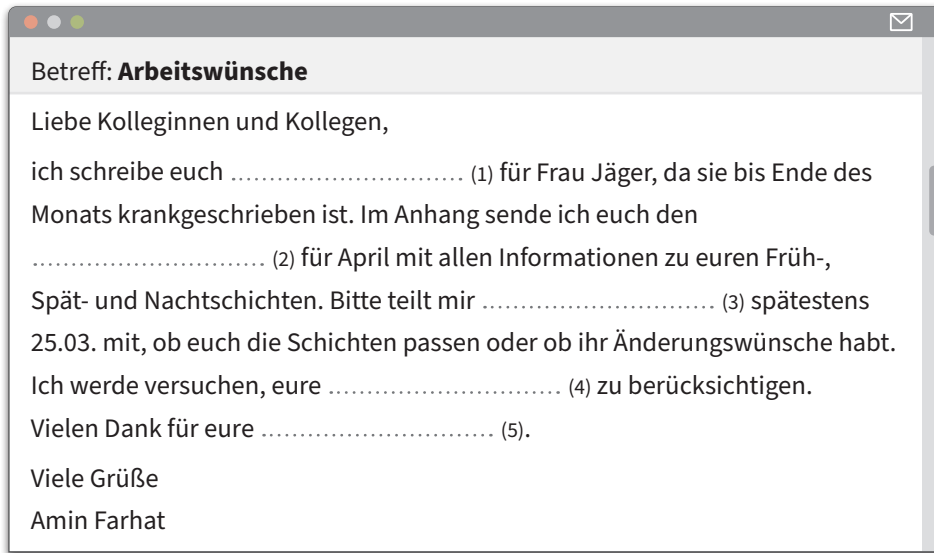 Betreff: Arbeitswünsche
Liebe Kolleginnen und Kollegen,
ich schreibe euch .............................. (1) für Frau Jäger, da sie bis Ende des
Monats krankgeschrieben ist. Im Anhang sende ich euch den
.............................. (2) für April mit allen Informationen zu euren Früh-,
Spät- und Nachtschichten. Bitte teilt mir .............................. (3) spätestens
25.03. mit, ob euch die Schichten passen oder ob ihr Änderungswünsche habt.
Ich werde versuchen, eure .............................. (4) zu berücksichtigen.
Vielen Dank für eure .............................. (5).
Viele Grüße
Amin Farhat